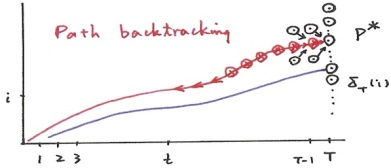 Path backtracking
P*
δT(i)
i
1 2 3 t T-1 T